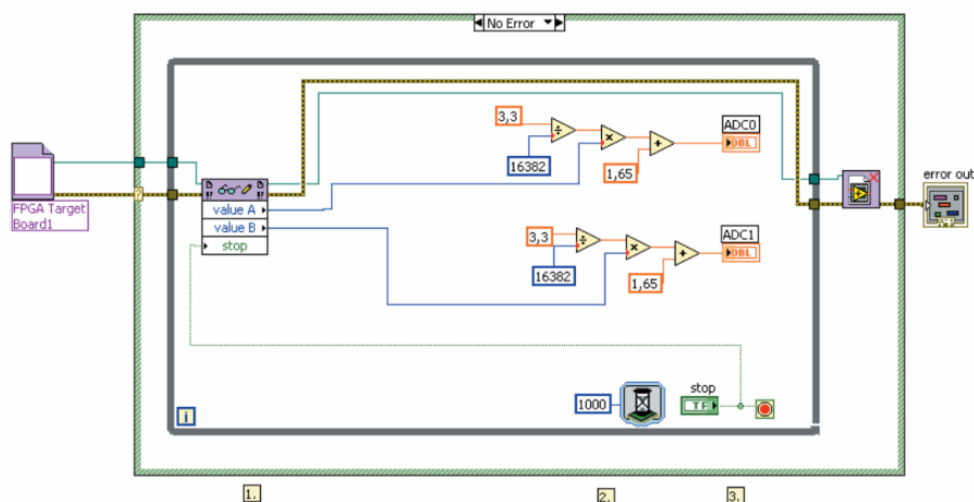 No Error
3,3
ADC0
DBL
16382
1,65
FPGA Target
Board1
error out
value A
value B
stop
3,3
ADC1
DBL
16382
1,65
stop
1000
TF
i
1.
2.
3.